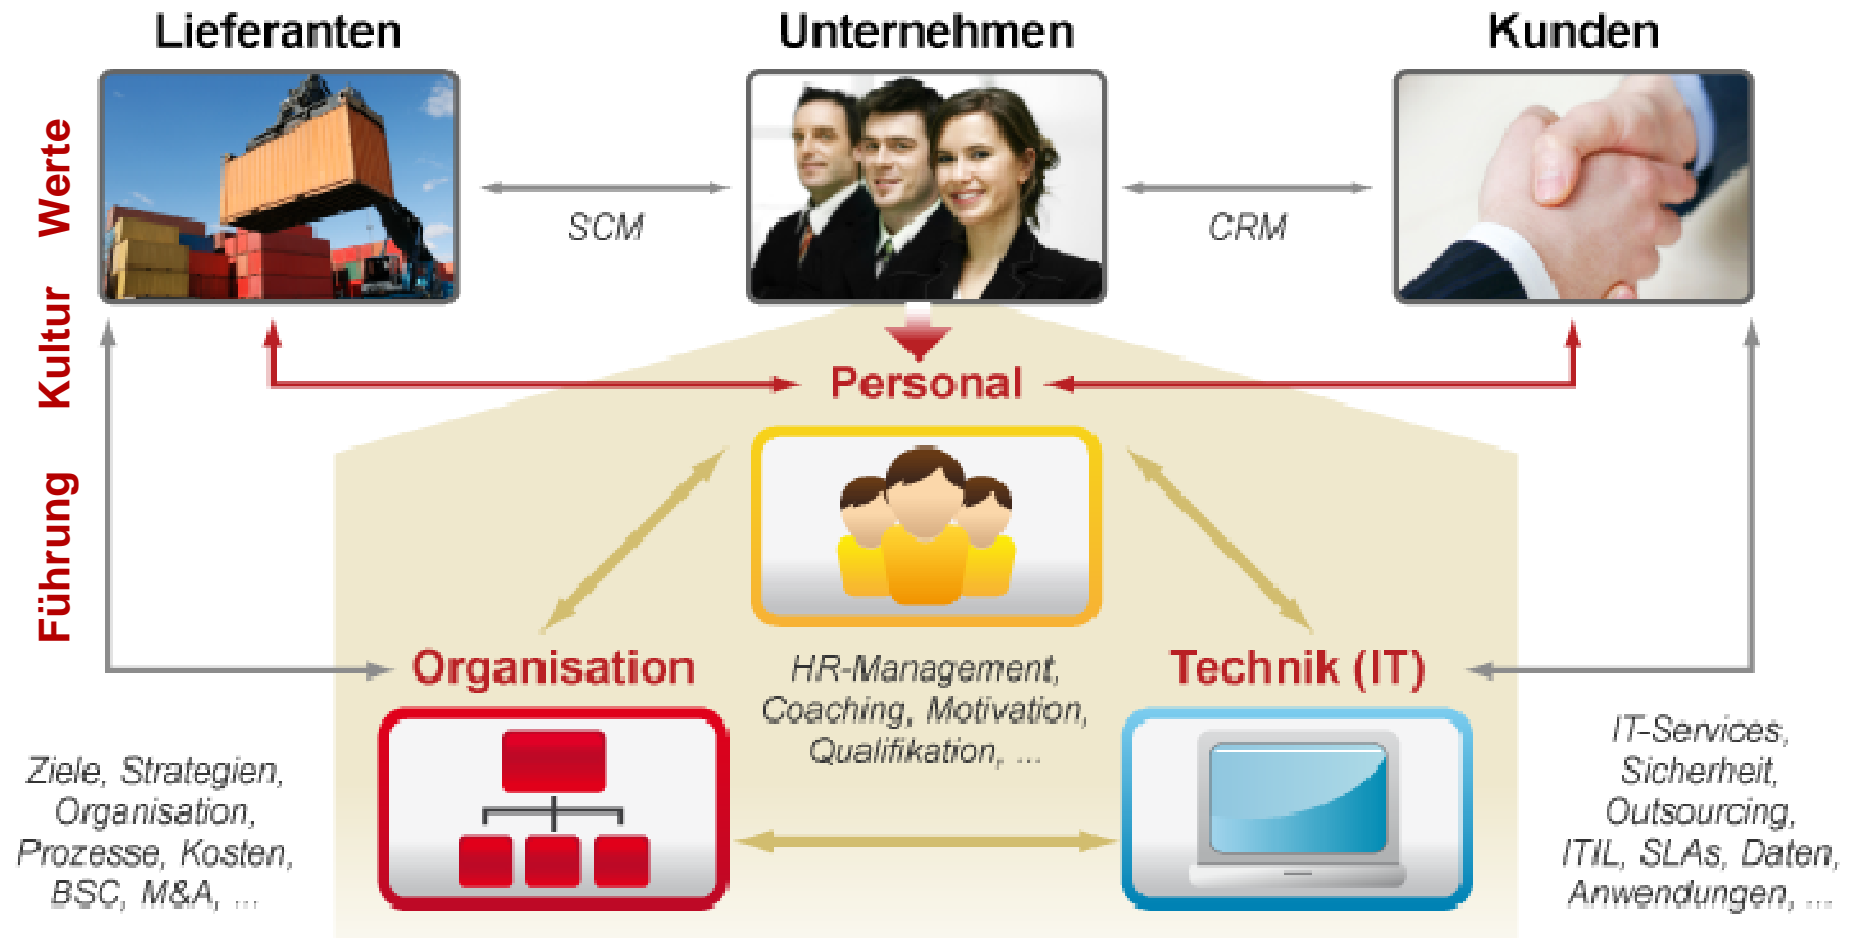 Lieferanten
Unternehmen
Kunden
Werte
Kultur
Führung
SCM
CRM
Personal
HR-Management,
Coaching, Motivation,
Qualifikation, ...
Organisation
Technik (IT)
Ziele, Strategien,
Organisation,
Prozesse, Kosten,
BSC, M&A, ...
IT-Services,
Sicherheit,
Outsourcing,
ITIL, SLAs, Daten,
Anwendungen, ...